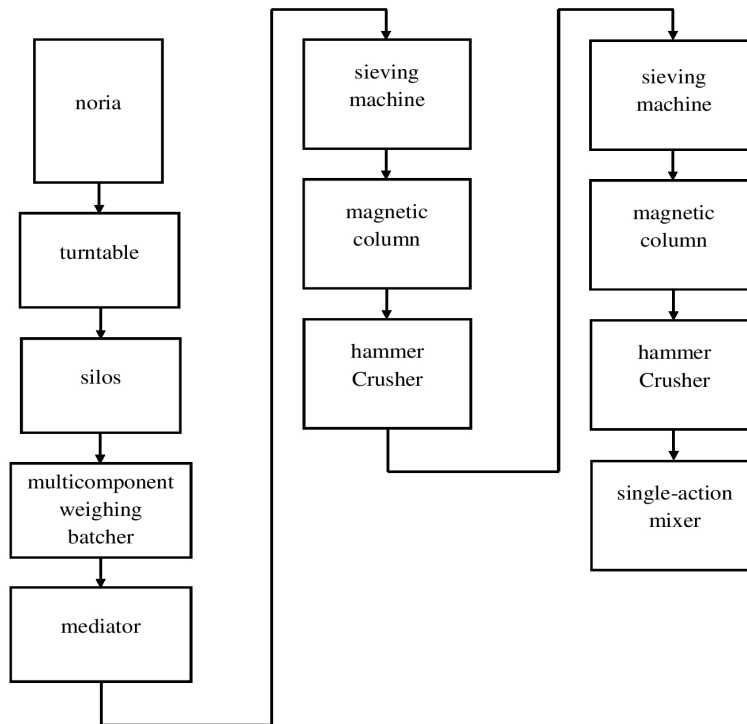 noria
turntable
silos
multicomponent
weighing
batcher
mediator
sieving
machine
magnetic
column
hammer
Crusher
sieving
machine
magnetic
column
hammer
Crusher
single-action
mixer